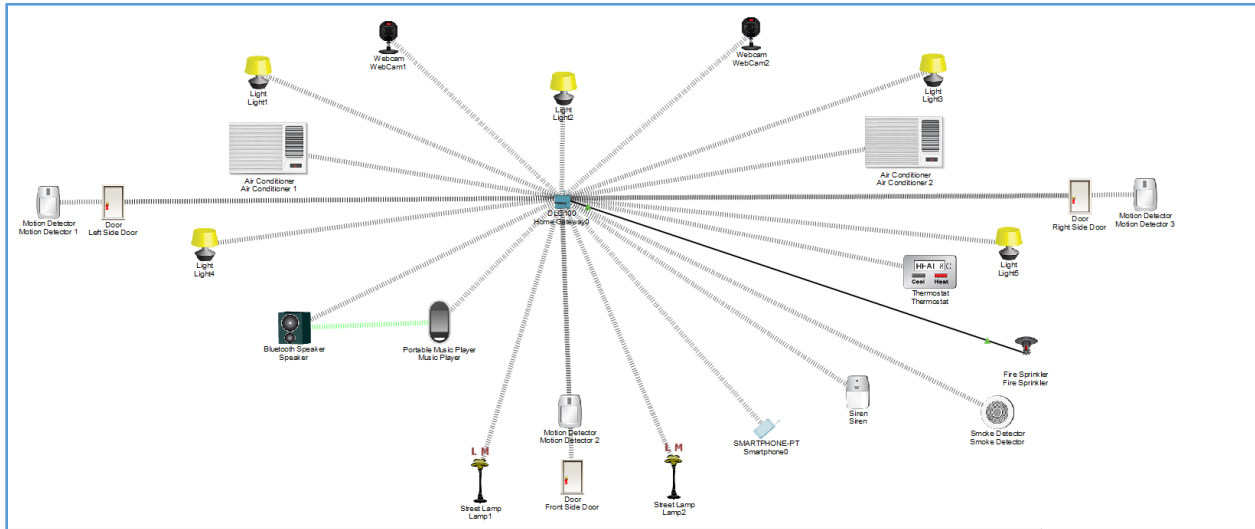 Webcam
WebCam1
Webcam
WebCam2
Light
Light1
Light
Light2
Light
Light3
Air Conditioner
Air Conditioner 1
Air Conditioner
Air Conditioner 2
Motion Detector
Motion Detector 1
Door
Left Side Door
Home Gateway0
Door
Right Side Door
Motion Detector
Motion Detector 3
Light
Light4
Light
Light5
Cool Heat
Thermostat
Thermostat
Bluetooth Speaker
Speaker
Portable Music Player
Music Player
Fire Sprinkler
Fire Sprinkler
Siren
Siren
Smoke Detector
Smoke Detector
Motion Detector
Motion Detector 2
SMARTPHONE-PT
Smartphone0
L M
Street Lamp
Lamp1
Door
Front Side Door
L M
Street Lamp
Lamp2